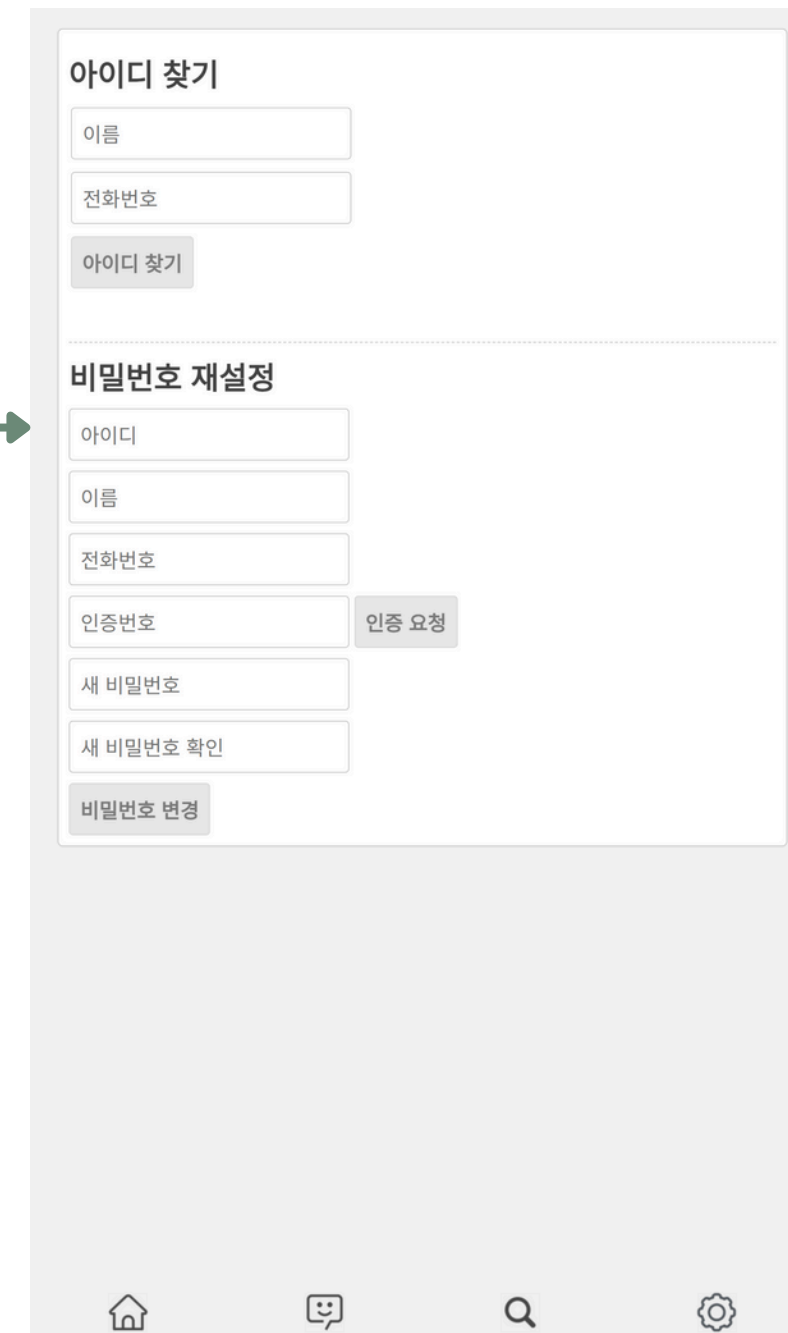 아이디 찾기
이름
전화번호
아이디 찾기
비밀번호 재설정
아이디
이름
전화번호
인증번호 인증 요청
새 비밀번호
새 비밀번호 확인
비밀번호 변경